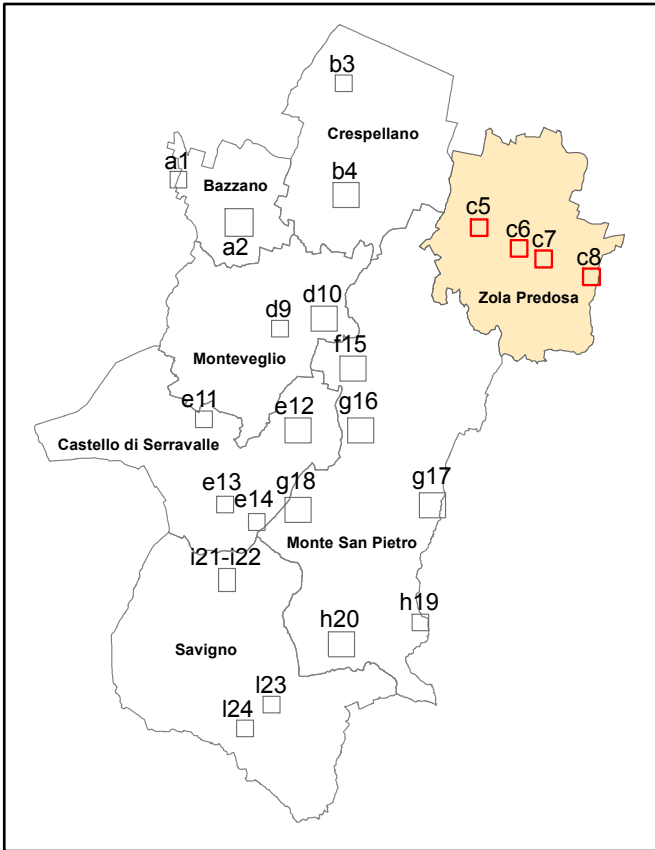 b3
Crespellano
a1
Bazzano
b4
a2
c5
c6
c7
c8
Zola Predosa
d10
d9
f15
Monteveglio
e11
e12
g16
Castello di Serravalle
e13
e14
g18
g17
Monte San Pietro
i21-i22
h19
h20
Savigno
l23
l24